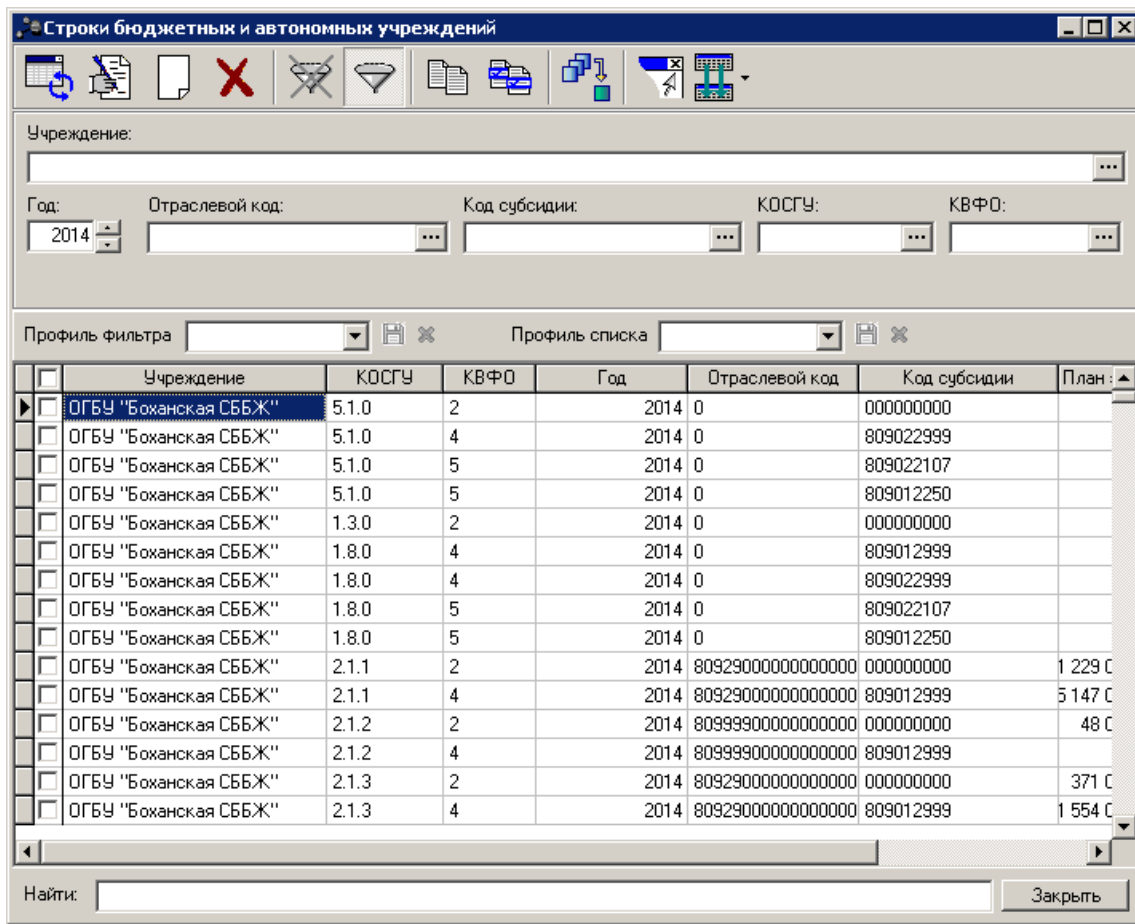 Строки бюджетных и автономных учреждений
Учреждение:
Год: Отраслевой код: Код субсидии: КОСГУ: КВФО:
2014
Профиль фильтра Профиль списка
Учреждение КОСГУ КВФО Год Отраслевой код Код субсидии План
ОГБУ "Боханская СББЖ" 5.1.0 2 2014 0 000000000
ОГБУ "Боханская СББЖ" 5.1.0 4 2014 0 809022999
ОГБУ "Боханская СББЖ" 5.1.0 5 2014 0 809022107
ОГБУ "Боханская СББЖ" 5.1.0 5 2014 0 809012250
ОГБУ "Боханская СББЖ" 1.3.0 2 2014 0 000000000
ОГБУ "Боханская СББЖ" 1.8.0 4 2014 0 809012999
ОГБУ "Боханская СББЖ" 1.8.0 4 2014 0 809022999
ОГБУ "Боханская СББЖ" 1.8.0 5 2014 0 809022107
ОГБУ "Боханская СББЖ" 1.8.0 5 2014 0 809012250
ОГБУ "Боханская СББЖ" 2.1.1 2 2014 80929000000000000 000000000 1 229
ОГБУ "Боханская СББЖ" 2.1.1 4 2014 80929000000000000 809012999 5 147
ОГБУ "Боханская СББЖ" 2.1.2 2 2014 80999900000000000 000000000 48
ОГБУ "Боханская СББЖ" 2.1.2 4 2014 80999900000000000 809012999
ОГБУ "Боханская СББЖ" 2.1.3 2 2014 80929000000000000 000000000 371
ОГБУ "Боханская СББЖ" 2.1.3 4 2014 80929000000000000 809012999 1 554
Найти: Закрыть